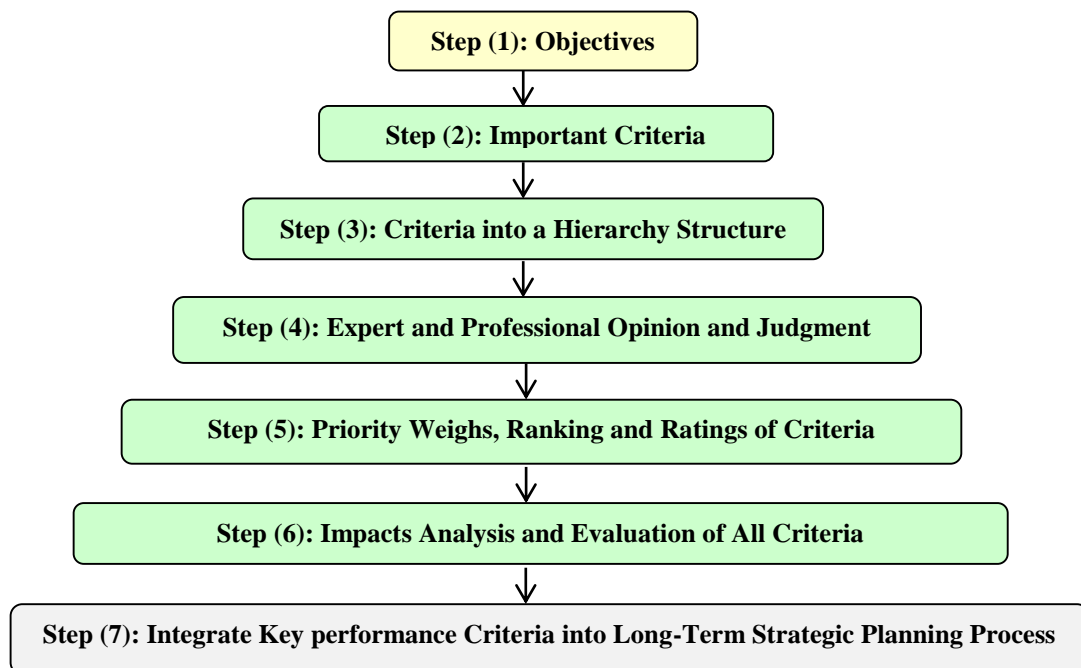 Step (1): Objectives
Step (2): Important Criteria
Step (3): Criteria into a Hierarchy Structure
Step (4): Expert and Professional Opinion and Judgment
Step (5): Priority Weighs, Ranking and Ratings of Criteria
Step (6): Impacts Analysis and Evaluation of All Criteria
Step (7): Integrate Key performance Criteria into Long-Term Strategic Planning Process